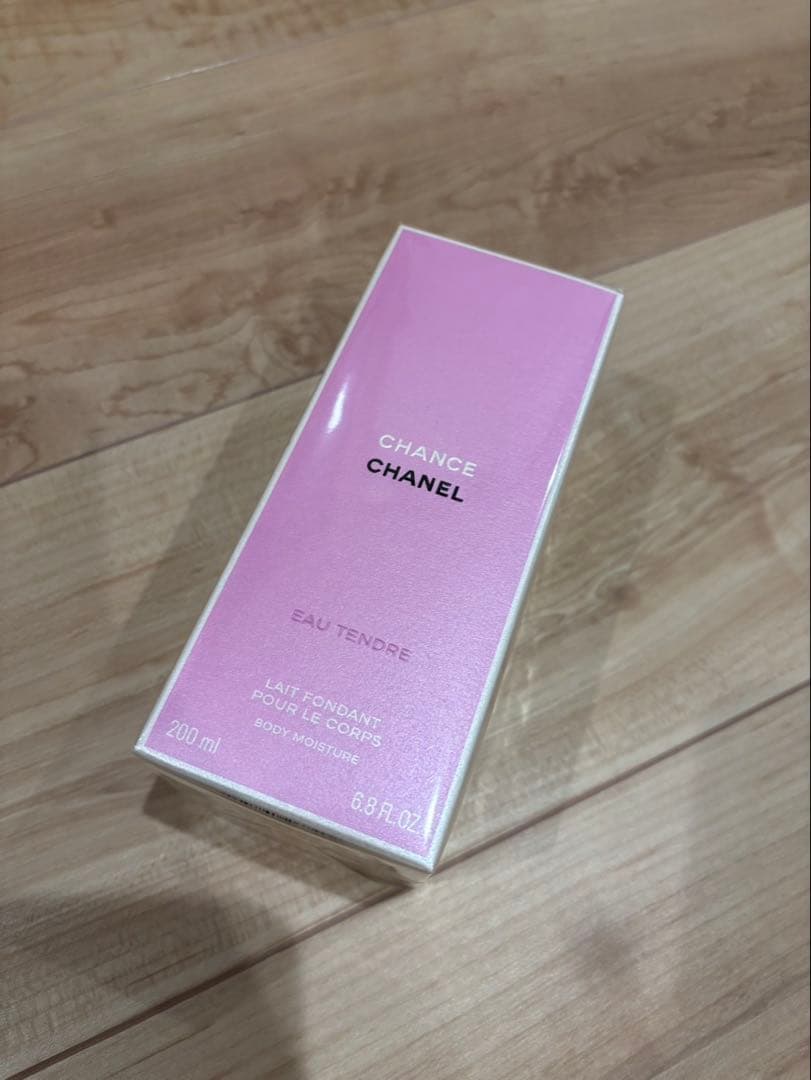 CHANCE
CHANEL
EAU TENDRE
LAIT FONDANT
POUR LE CORPS
BODY MOISTURE
200 ml
6.8 FL.OZ.